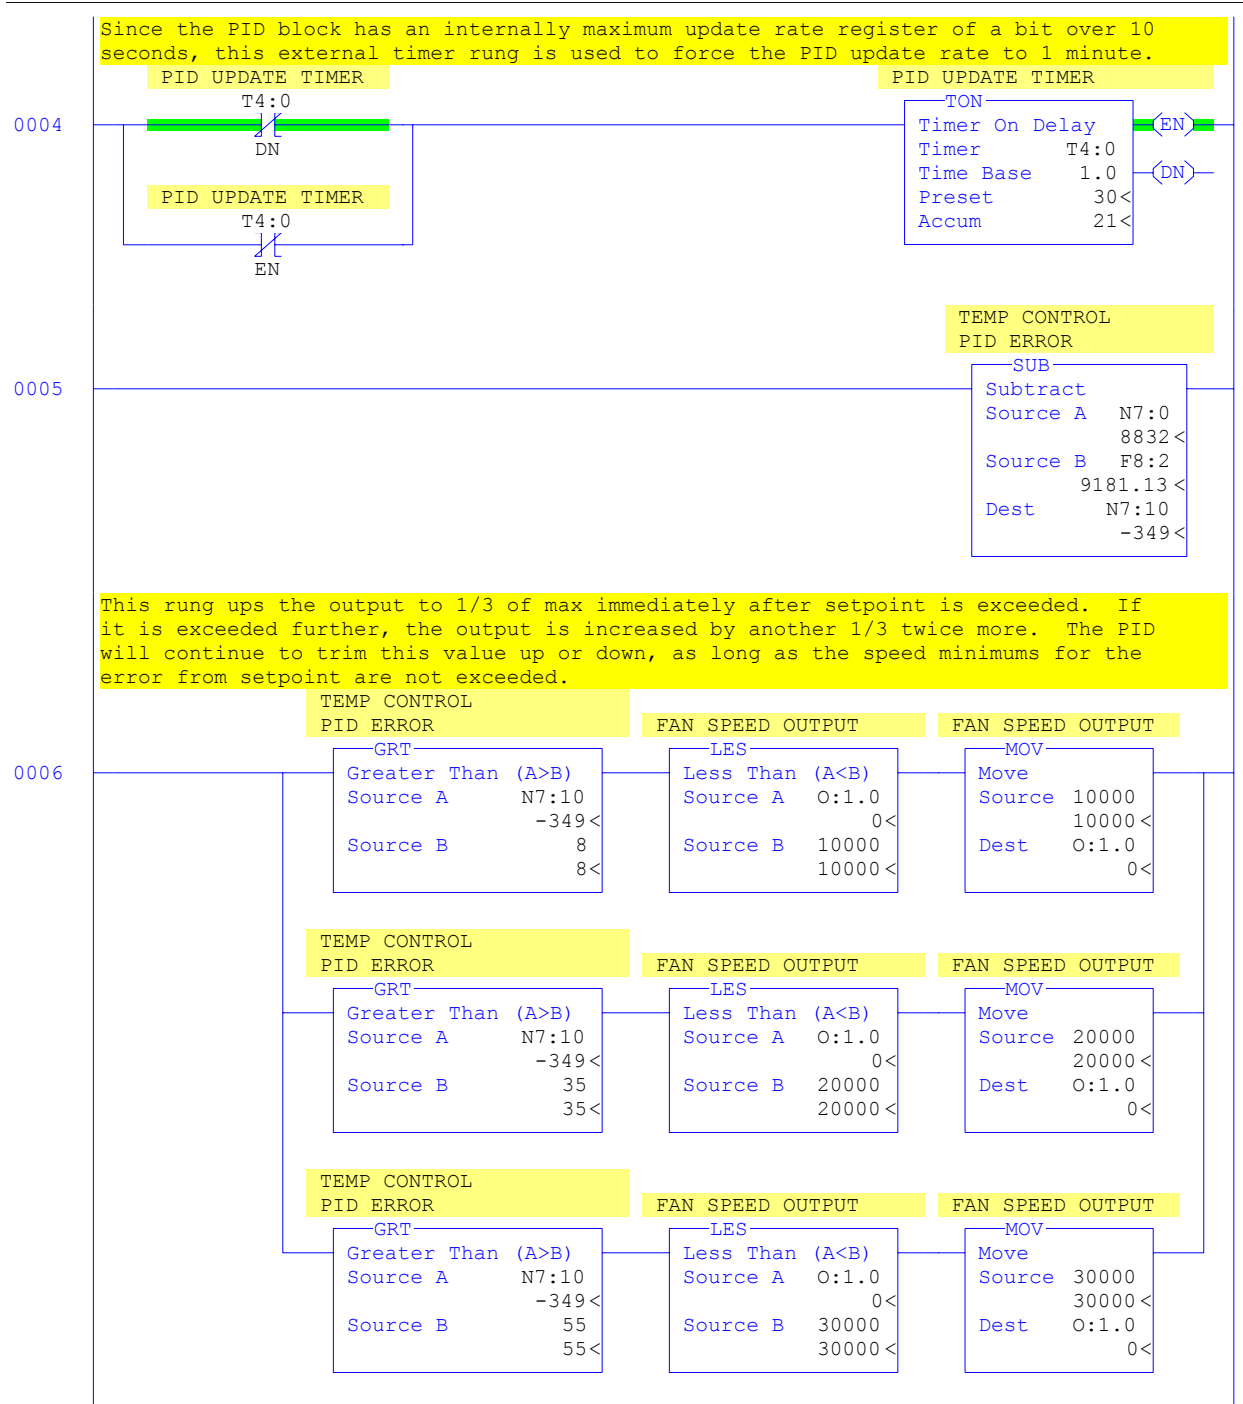 Since the PID block has an internally maximum update rate register of a bit over 10
seconds, this external timer rung is used to force the PID update rate to 1 minute.
PID UPDATE TIMER
PID UPDATE TIMER
T4:0
TON
0004
Timer On Delay
EN
DN
Timer T4:0
Time Base 1.0
DN
PID UPDATE TIMER
Preset 30<
T4:0
Accum 21<
EN
TEMP CONTROL
PID ERROR
SUB
0005
Subtract
Source A N7:0
8832<
Source B F8:2
9181.13<
Dest N7:10
-349<
This rung ups the output to 1/3 of max immediately after setpoint is exceeded. If
it is exceeded further, the output is increased by another 1/3 twice more. The PID
will continue to trim this value up or down, as long as the speed minimums for the
error from setpoint are not exceeded.
0006
TEMP CONTROL
PID ERROR
GRT
Greater Than (A>B)
Source A N7:10
-349<
Source B 8
8<
FAN SPEED OUTPUT
LES
Less Than (A<B)
Source A O:1.0
0<
Source B 10000
10000<
FAN SPEED OUTPUT
MOV
Move
Source 10000
10000<
Dest O:1.0
0<
TEMP CONTROL
PID ERROR
GRT
Greater Than (A>B)
Source A N7:10
-349<
Source B 35
35<
FAN SPEED OUTPUT
LES
Less Than (A<B)
Source A O:1.0
0<
Source B 20000
20000<
FAN SPEED OUTPUT
MOV
Move
Source 20000
20000<
Dest O:1.0
0<
TEMP CONTROL
PID ERROR
GRT
Greater Than (A>B)
Source A N7:10
-349<
Source B 55
55<
FAN SPEED OUTPUT
LES
Less Than (A<B)
Source A O:1.0
0<
Source B 30000
30000<
FAN SPEED OUTPUT
MOV
Move
Source 30000
30000<
Dest O:1.0
0<